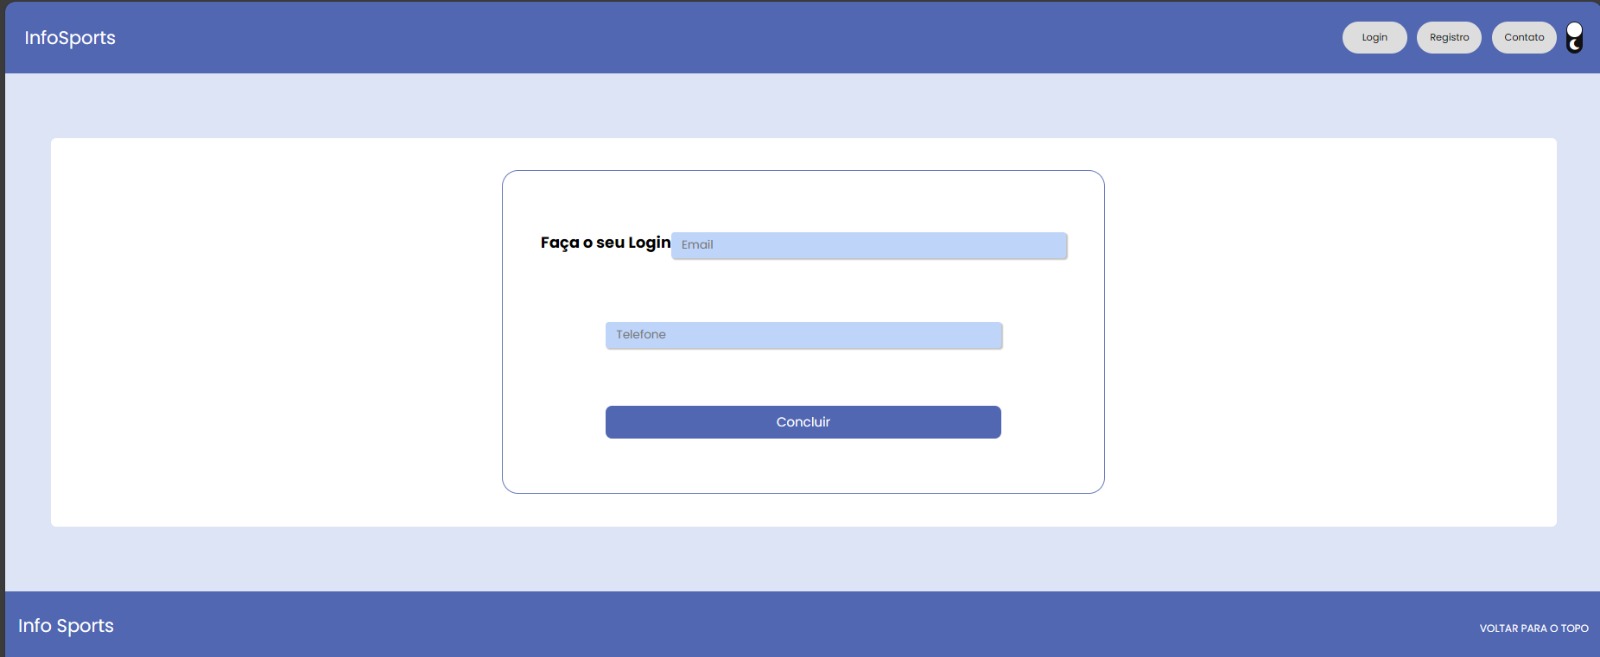 InfoSports
Login
Registro
Contato
Faça o seu Login
Email
Telefone
Concluir
Info Sports
VOLTAR PARA O TOPO